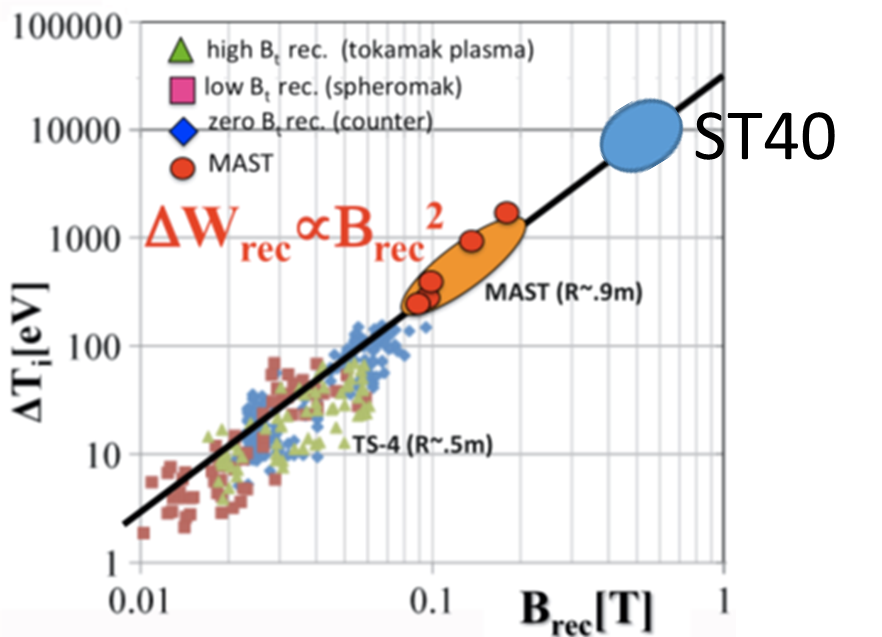 100000
high Bt rec. (tokamak plasma)
low Bt rec. (spheromak)
zero Bt rec. (counter)
MAST
10000
ST40
ΔWrec∝Brec2
1000
MAST (R~.9m)
ΔTi[eV]
100
TS-4 (R~.5m)
10
1
0.01
0.1
Brec[T]
1